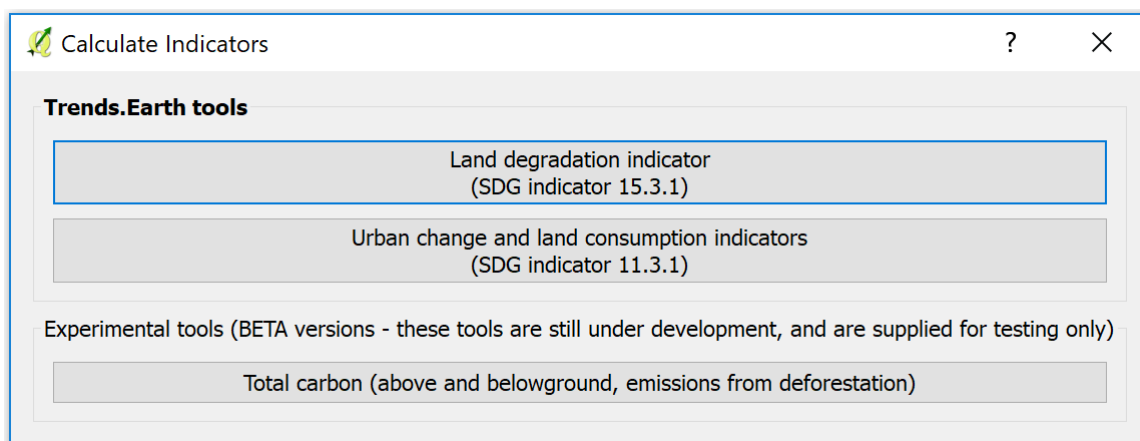 Calculate Indicators
Trends.Earth tools
Land degradation indicator
(SDG indicator 15.3.1)
Urban change and land consumption indicators
(SDG indicator 11.3.1)
Experimental tools (BETA versions - these tools are still under development, and are supplied for testing only)
Total carbon (above and belowground, emissions from deforestation)